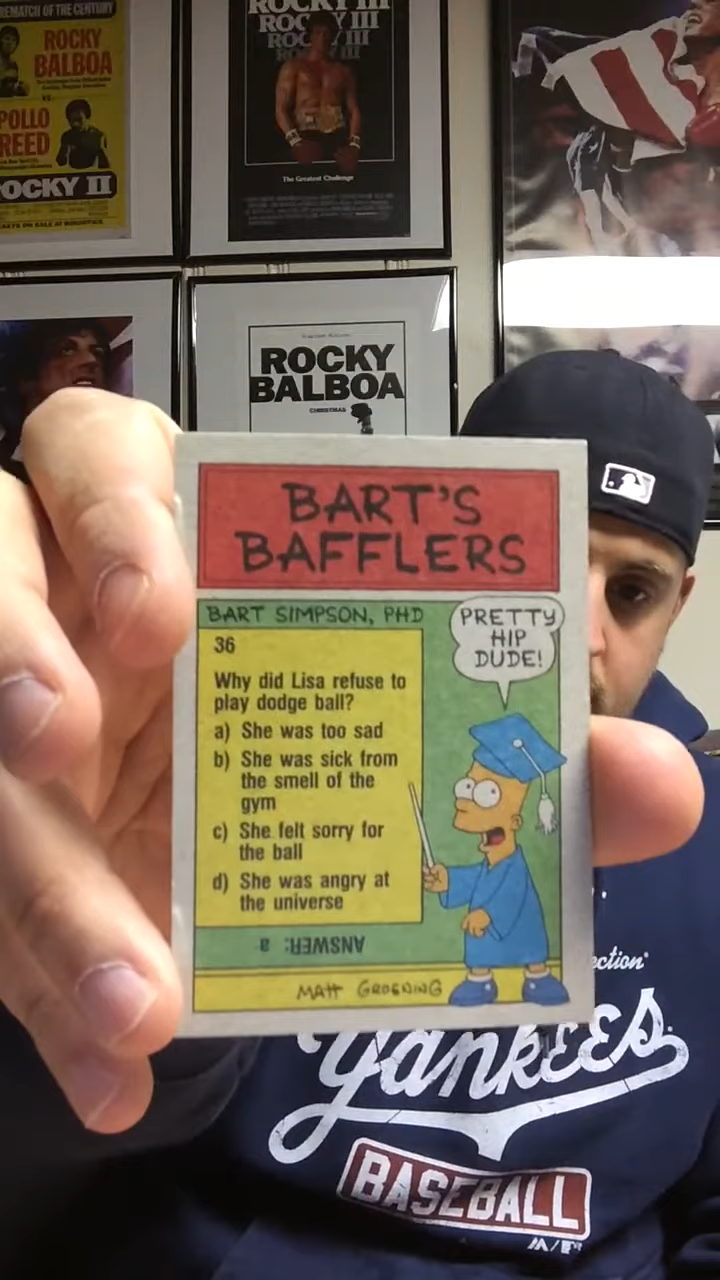 REMATCH OF THE CENTURY
ROCKY
BALBOA
VS.
APOLLO
CREED
ROCKY II
ROCKY III
ROCKY III
ROCKY III
The Greatest Challenge
ROCKY
BALBOA
CHRISTMAS
BART'S
BAFFLERS
BART SIMPSON, PHD
PRETTY
HIP
DUDE!
36
Why did Lisa refuse to
play dodge ball?
a) She was too sad
b) She was sick from
the smell of the
gym
c) She felt sorry for
the ball
d) She was angry at
the universe
ANSWER: a
MATT GROENING
ection
Yankees
BASEBALL